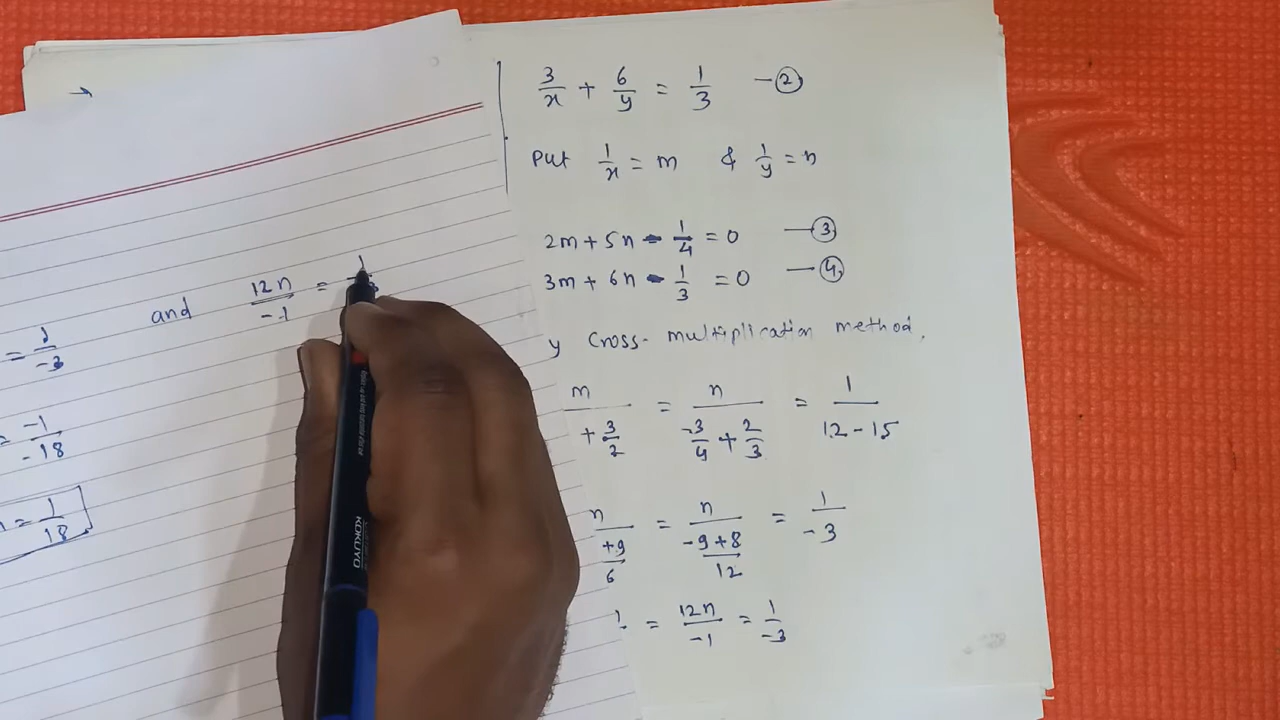 = 1/-3
= -1/-18
= 1/18
and 12n/-1 = 1/
3/x + 6/y = 1/3 — ②
Put 1/x = m & 1/y = n
2m + 5n - 1/4 = 0 — ③
3m + 6n - 1/3 = 0 — ④
y cross-multiplication method.
m/+3/2 = n/-3/4+2/3 = 1/12-15
/+9/6 = n/-9+8/12 = 1/-3
= 12n/-1 = 1/-3
KOKUYO